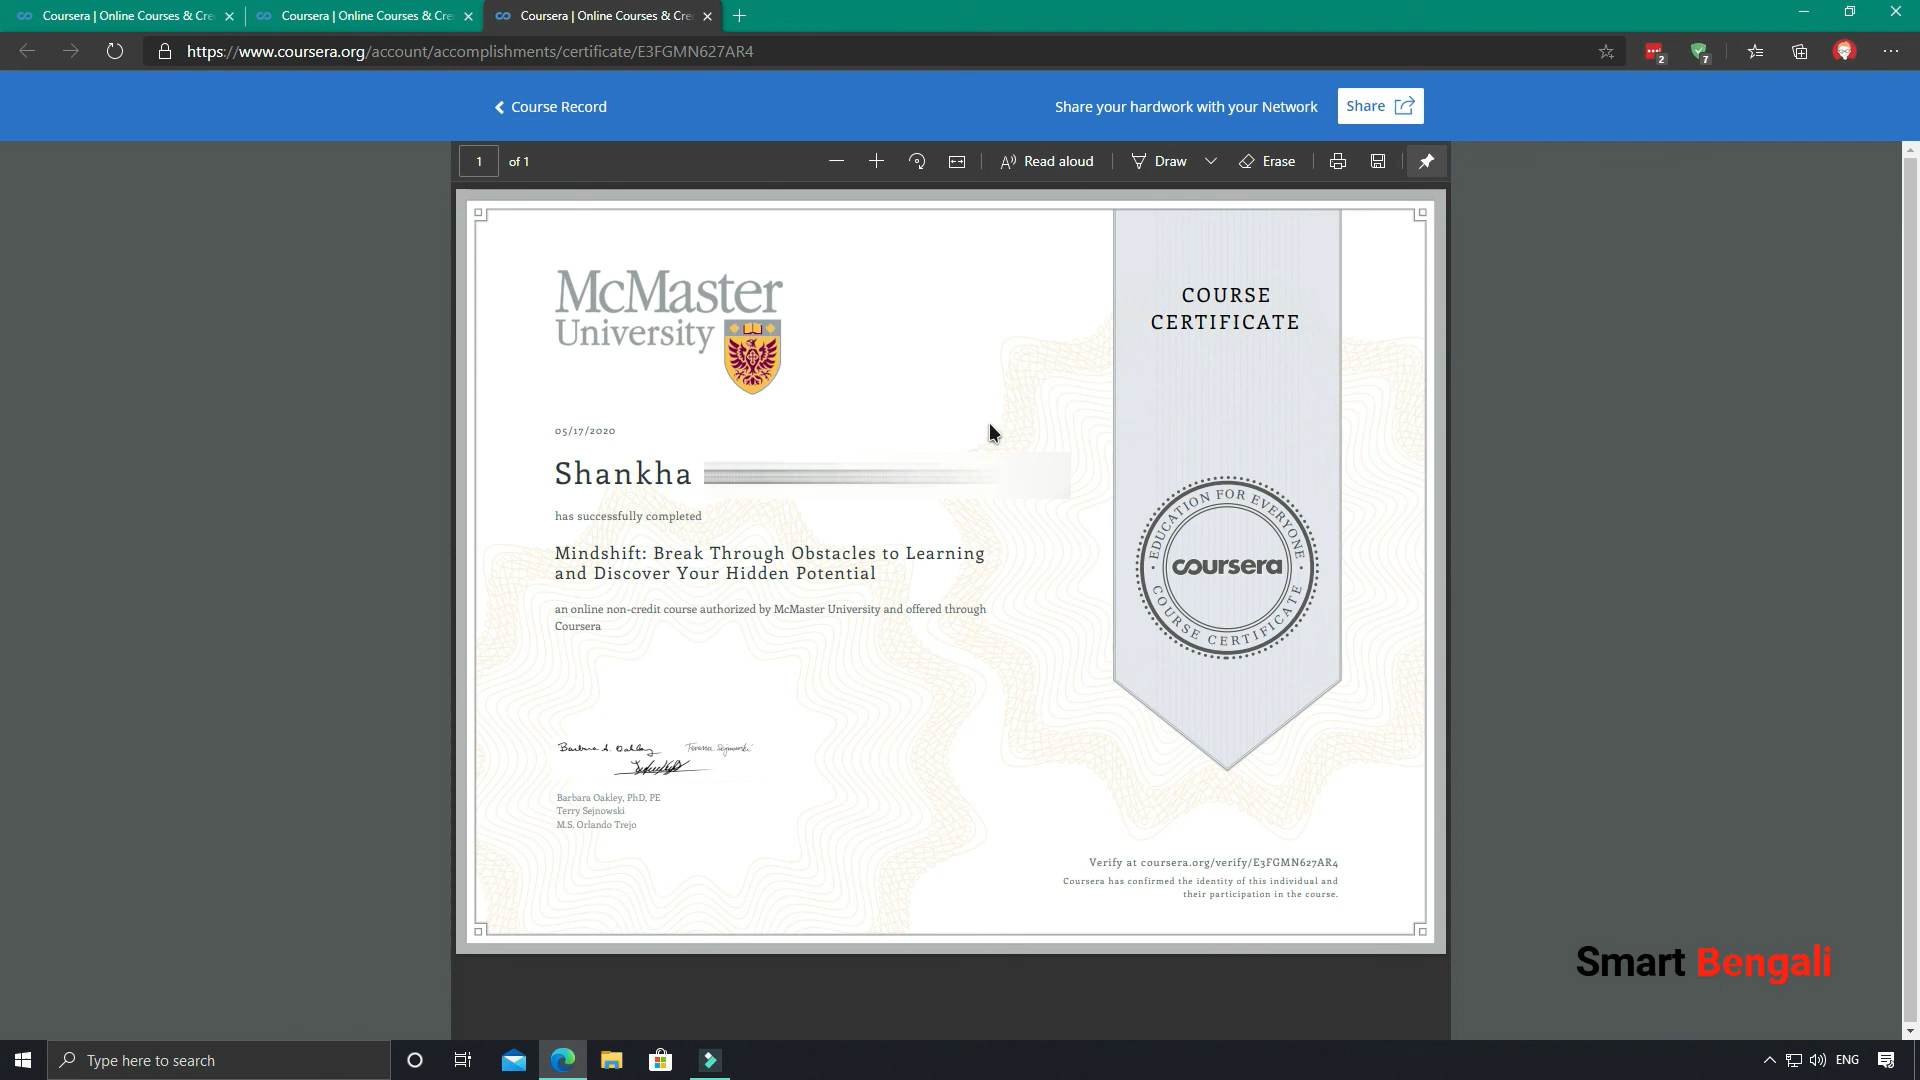 Coursera | Online Courses & Cre
Coursera | Online Courses & Cre
Coursera | Online Courses & Cre
https://www.coursera.org/account/accomplishments/certificate/E3FGMN627AR4
2
7
Course Record
Share your hardwork with your Network
Share
1
of 1
Read aloud
Draw
Erase
McMaster
University
COURSE
CERTIFICATE
05/17/2020
Shankha
has successfully completed
Mindshift: Break Through Obstacles to Learning
and Discover Your Hidden Potential
an online non-credit course authorized by McMaster University and offered through
Coursera
EDUCATION FOR EVERYONE
coursera
COURSE CERTIFICATE
Barbara A. Oakley
Barbara Oakley, PhD, PE
Terry Sejnowski
M.S. Orlando Trejo
Verify at coursera.org/verify/E3FGMN627AR4
Coursera has confirmed the identity of this individual and
their participation in the course.
Smart Bengali
Type here to search
ENG